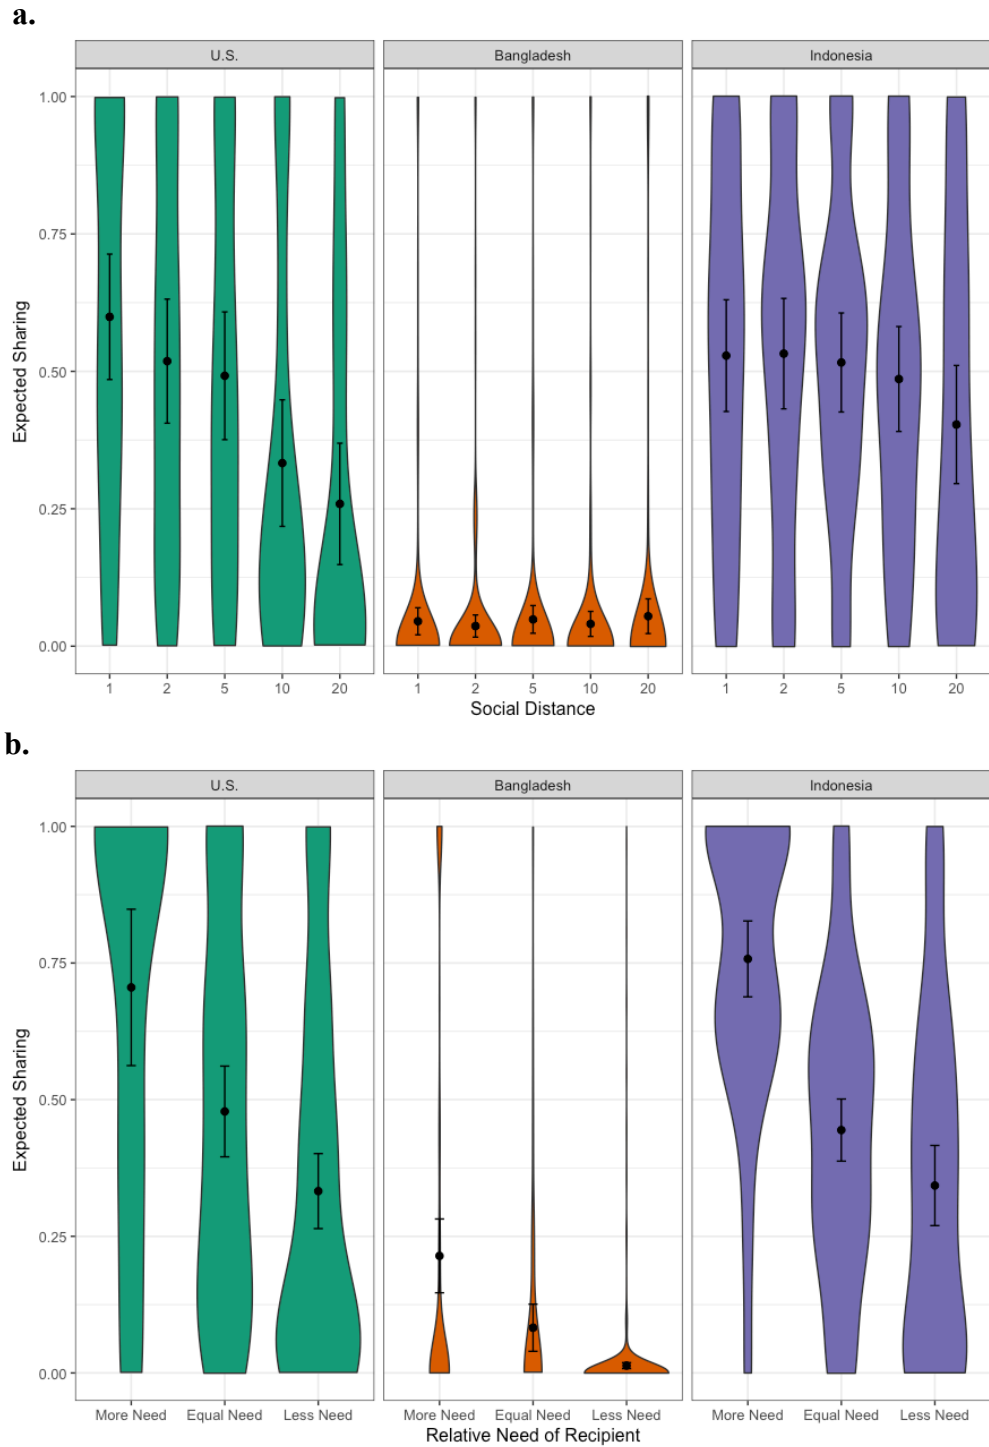 a.
U.S. Bangladesh Indonesia
Expected Sharing
1.00
0.75
0.50
0.25
0.00
1 2 5 10 20 1 2 5 10 20 1 2 5 10 20
Social Distance
b.
U.S. Bangladesh Indonesia
Expected Sharing
1.00
0.75
0.50
0.25
0.00
More Need Equal Need Less Need More Need Equal Need Less Need More Need Equal Need Less Need
Relative Need of Recipient